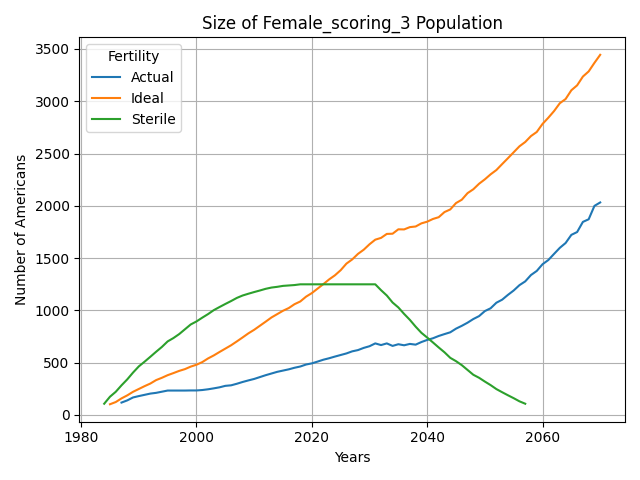 Size of Female_scoring_3 Population
Fertility
Actual
Ideal
Sterile
Number of Americans
3500
3000
2500
2000
1500
1000
500
0
1980 2000 2020 2040 2060
Years